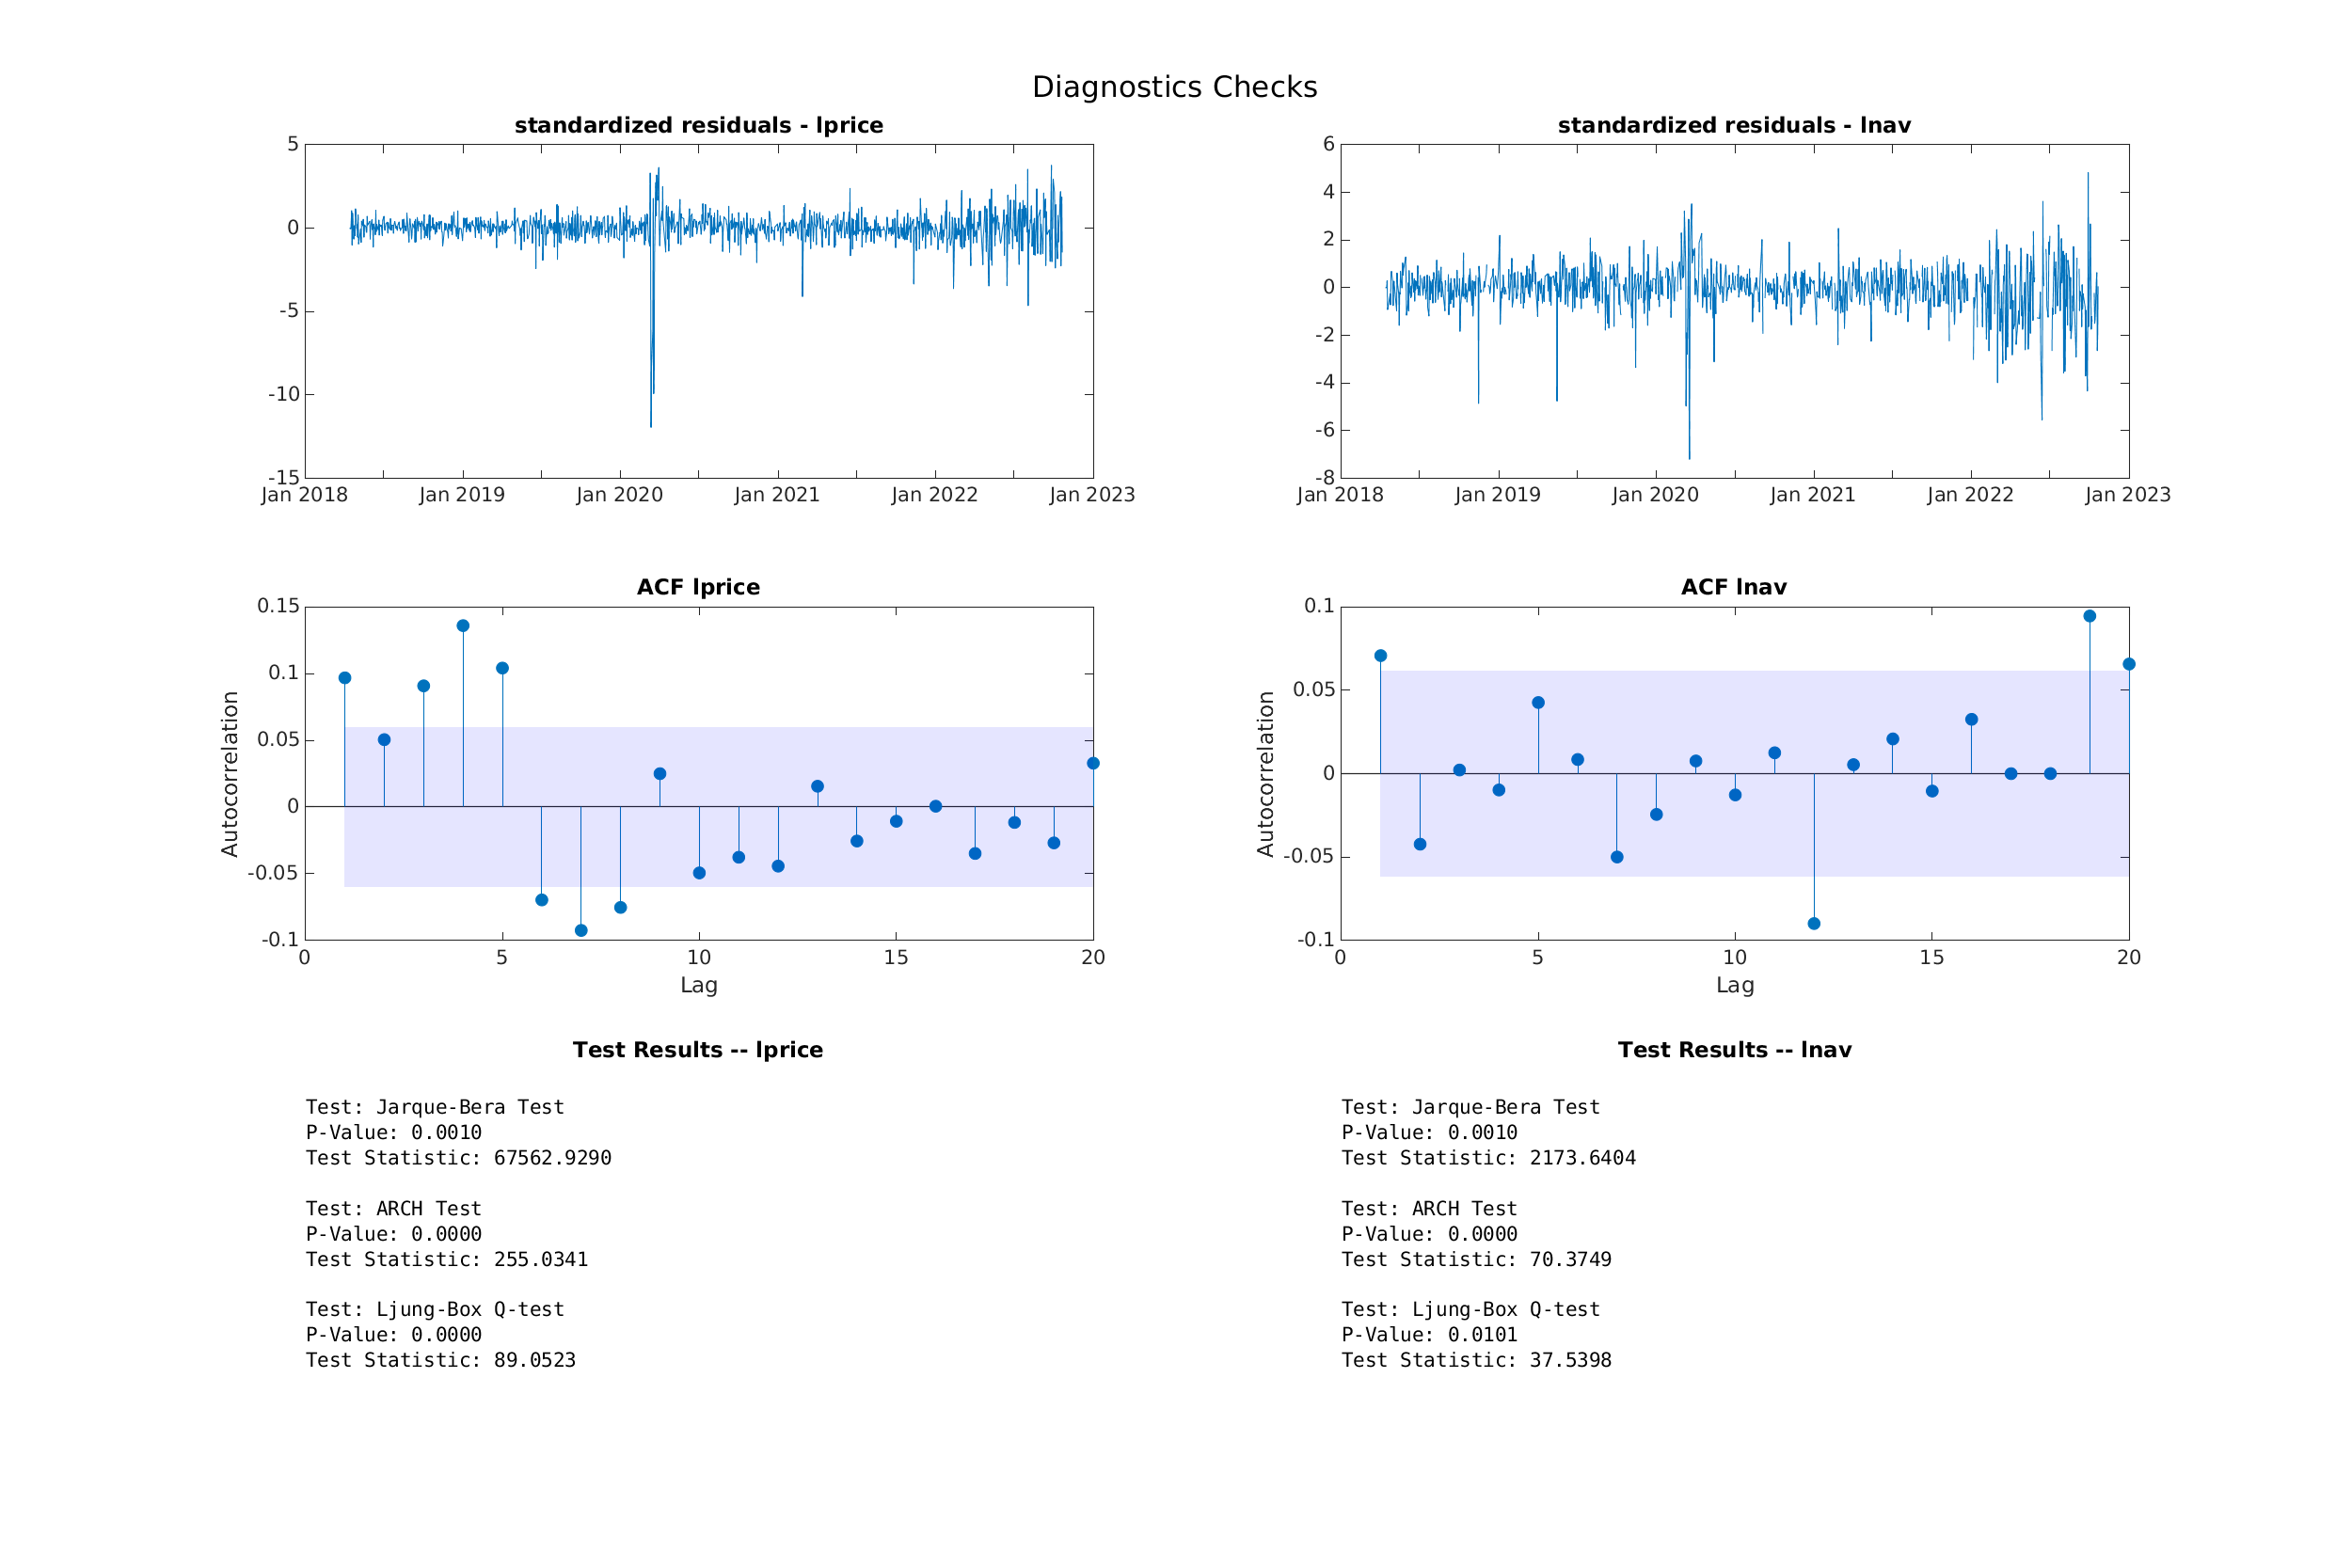 Diagnostics Checks
standardized residuals - lprice
5
0
-5
-10
-15
Jan 2018 Jan 2019 Jan 2020 Jan 2021 Jan 2022 Jan 2023
standardized residuals - lnav
6
4
2
0
-2
-4
-6
-8
Jan 2018 Jan 2019 Jan 2020 Jan 2021 Jan 2022 Jan 2023
ACF lprice
Autocorrelation
0.15
0.1
0.05
0
-0.05
-0.1
0 5 10 15 20
Lag
ACF lnav
Autocorrelation
0.1
0.05
0
-0.05
-0.1
0 5 10 15 20
Lag
Test Results -- lprice
Test: Jarque-Bera Test
P-Value: 0.0010
Test Statistic: 67562.9290
Test: ARCH Test
P-Value: 0.0000
Test Statistic: 255.0341
Test: Ljung-Box Q-test
P-Value: 0.0000
Test Statistic: 89.0523
Test Results -- lnav
Test: Jarque-Bera Test
P-Value: 0.0010
Test Statistic: 2173.6404
Test: ARCH Test
P-Value: 0.0000
Test Statistic: 70.3749
Test: Ljung-Box Q-test
P-Value: 0.0101
Test Statistic: 37.5398